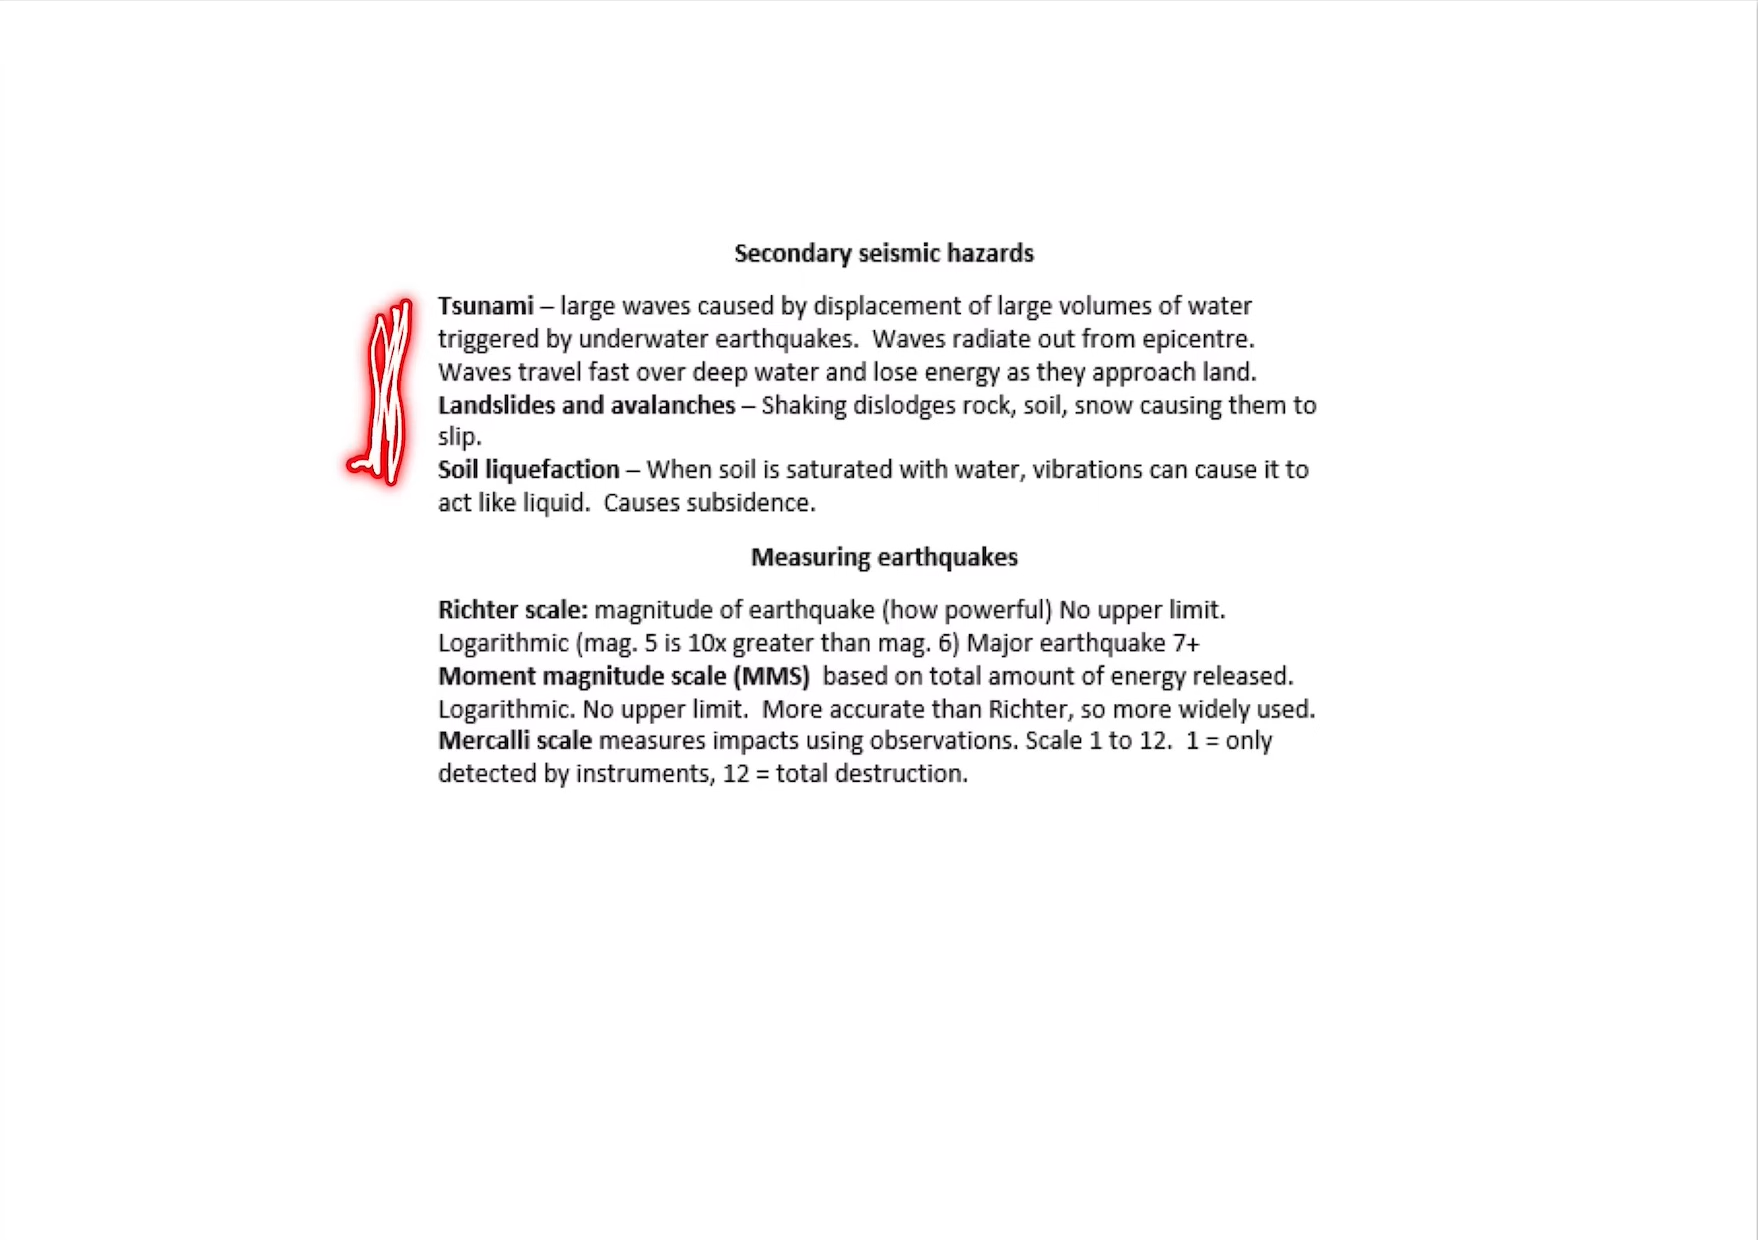 Secondary seismic hazards
Tsunami – large waves caused by displacement of large volumes of water
triggered by underwater earthquakes.  Waves radiate out from epicentre.
Waves travel fast over deep water and lose energy as they approach land.
Landslides and avalanches – Shaking dislodges rock, soil, snow causing them to
slip.
Soil liquefaction – When soil is saturated with water, vibrations can cause it to
act like liquid.  Causes subsidence.
Measuring earthquakes
Richter scale: magnitude of earthquake (how powerful) No upper limit.
Logarithmic (mag. 5 is 10x greater than mag. 6) Major earthquake 7+
Moment magnitude scale (MMS)  based on total amount of energy released.
Logarithmic. No upper limit.  More accurate than Richter, so more widely used.
Mercalli scale measures impacts using observations. Scale 1 to 12.  1 = only
detected by instruments, 12 = total destruction.